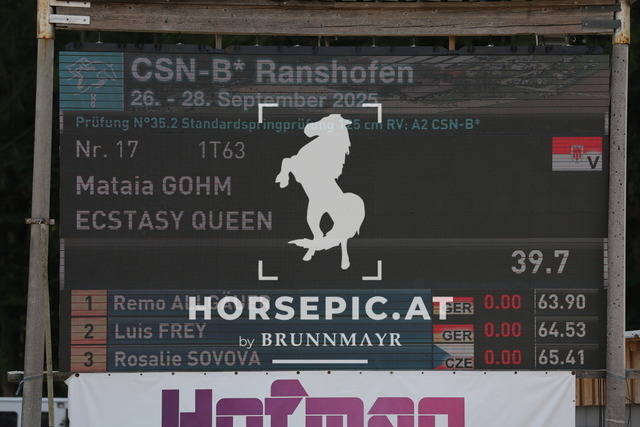 CSN-B* Ranshofen
26. - 28. September 2025
Prüfung N°35.2 Standardspringprüfung 125 cm RV: A2 CSN-B*
Nr. 17 1T63
V
Mataia GOHM
ECSTASY QUEEN
39.7
1 Remo GER 0.00 63.90
HORSEPIC.AT
2 Luis FREY GER 0.00 64.53
by BRUNNMAYR
3 Rosalie SOVOVA CZE 0.00 65.41